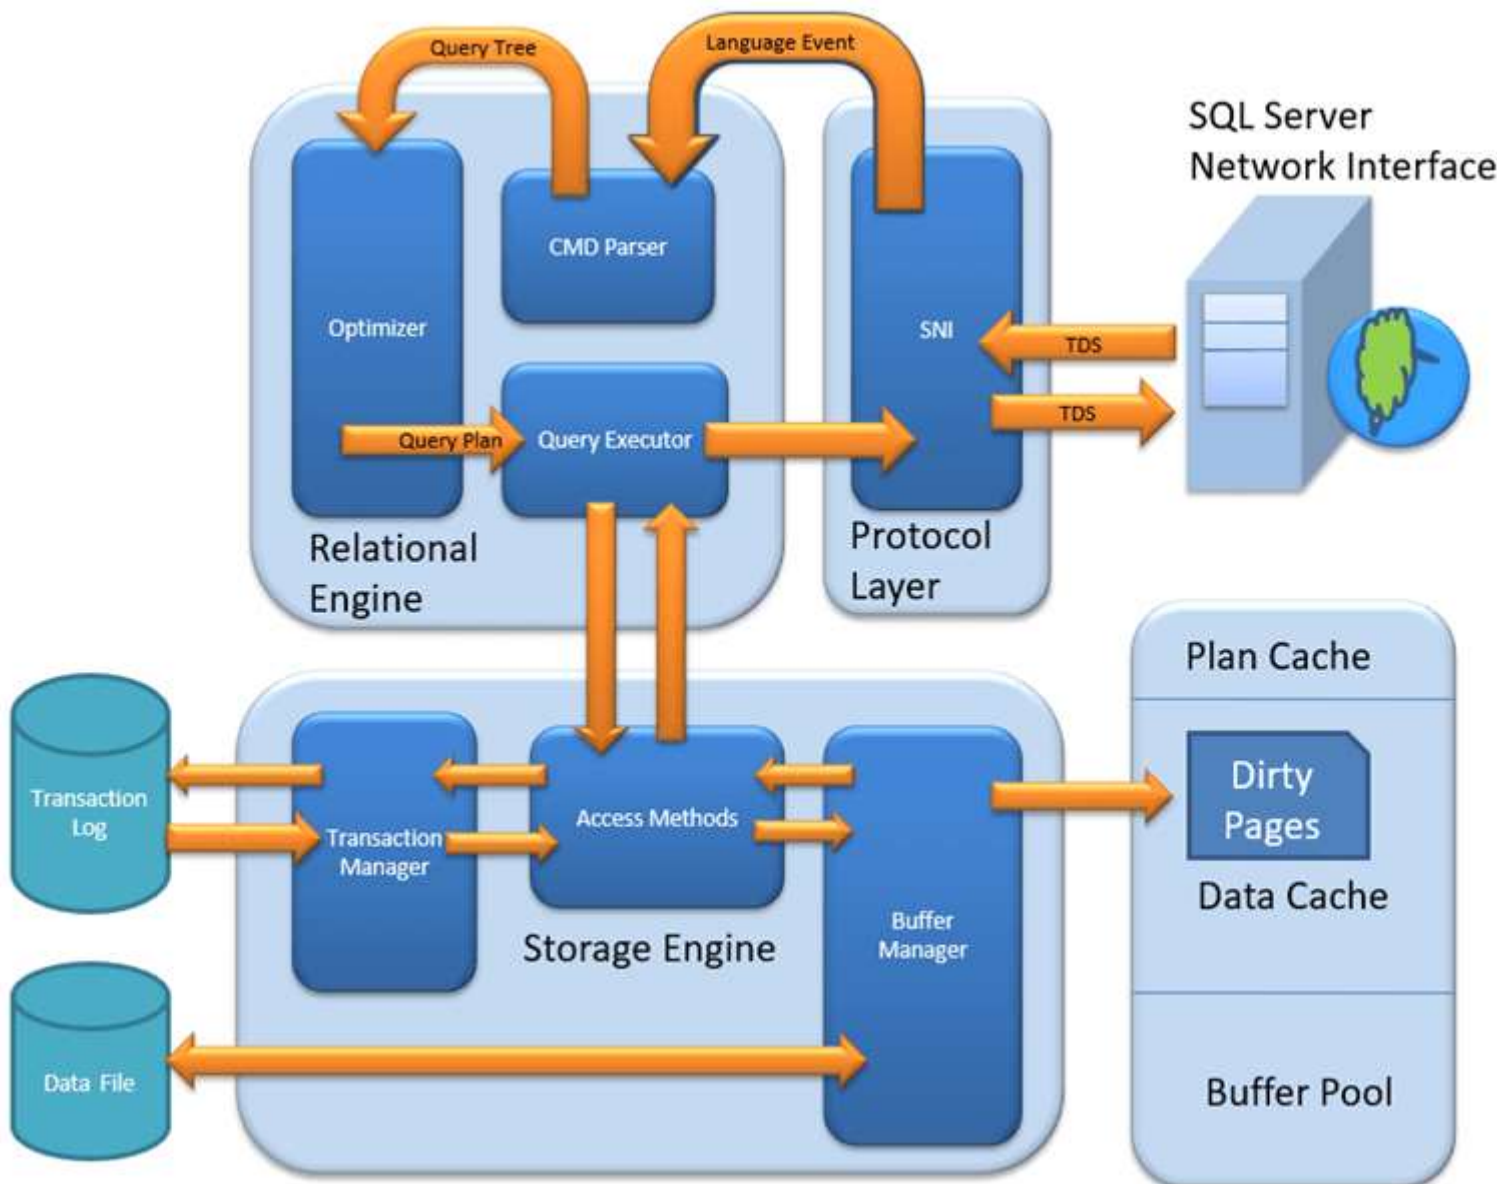 Query Tree
Language Event
SQL Server
Network Interface
CMD Parser
Optimizer
SNI
TDS
TDS
Query Plan
Query Executor
Relational
Engine
Protocol
Layer
Plan Cache
Dirty
Pages
Data Cache
Buffer Pool
Transaction
Log
Transaction
Manager
Access Methods
Buffer
Manager
Storage Engine
Data File